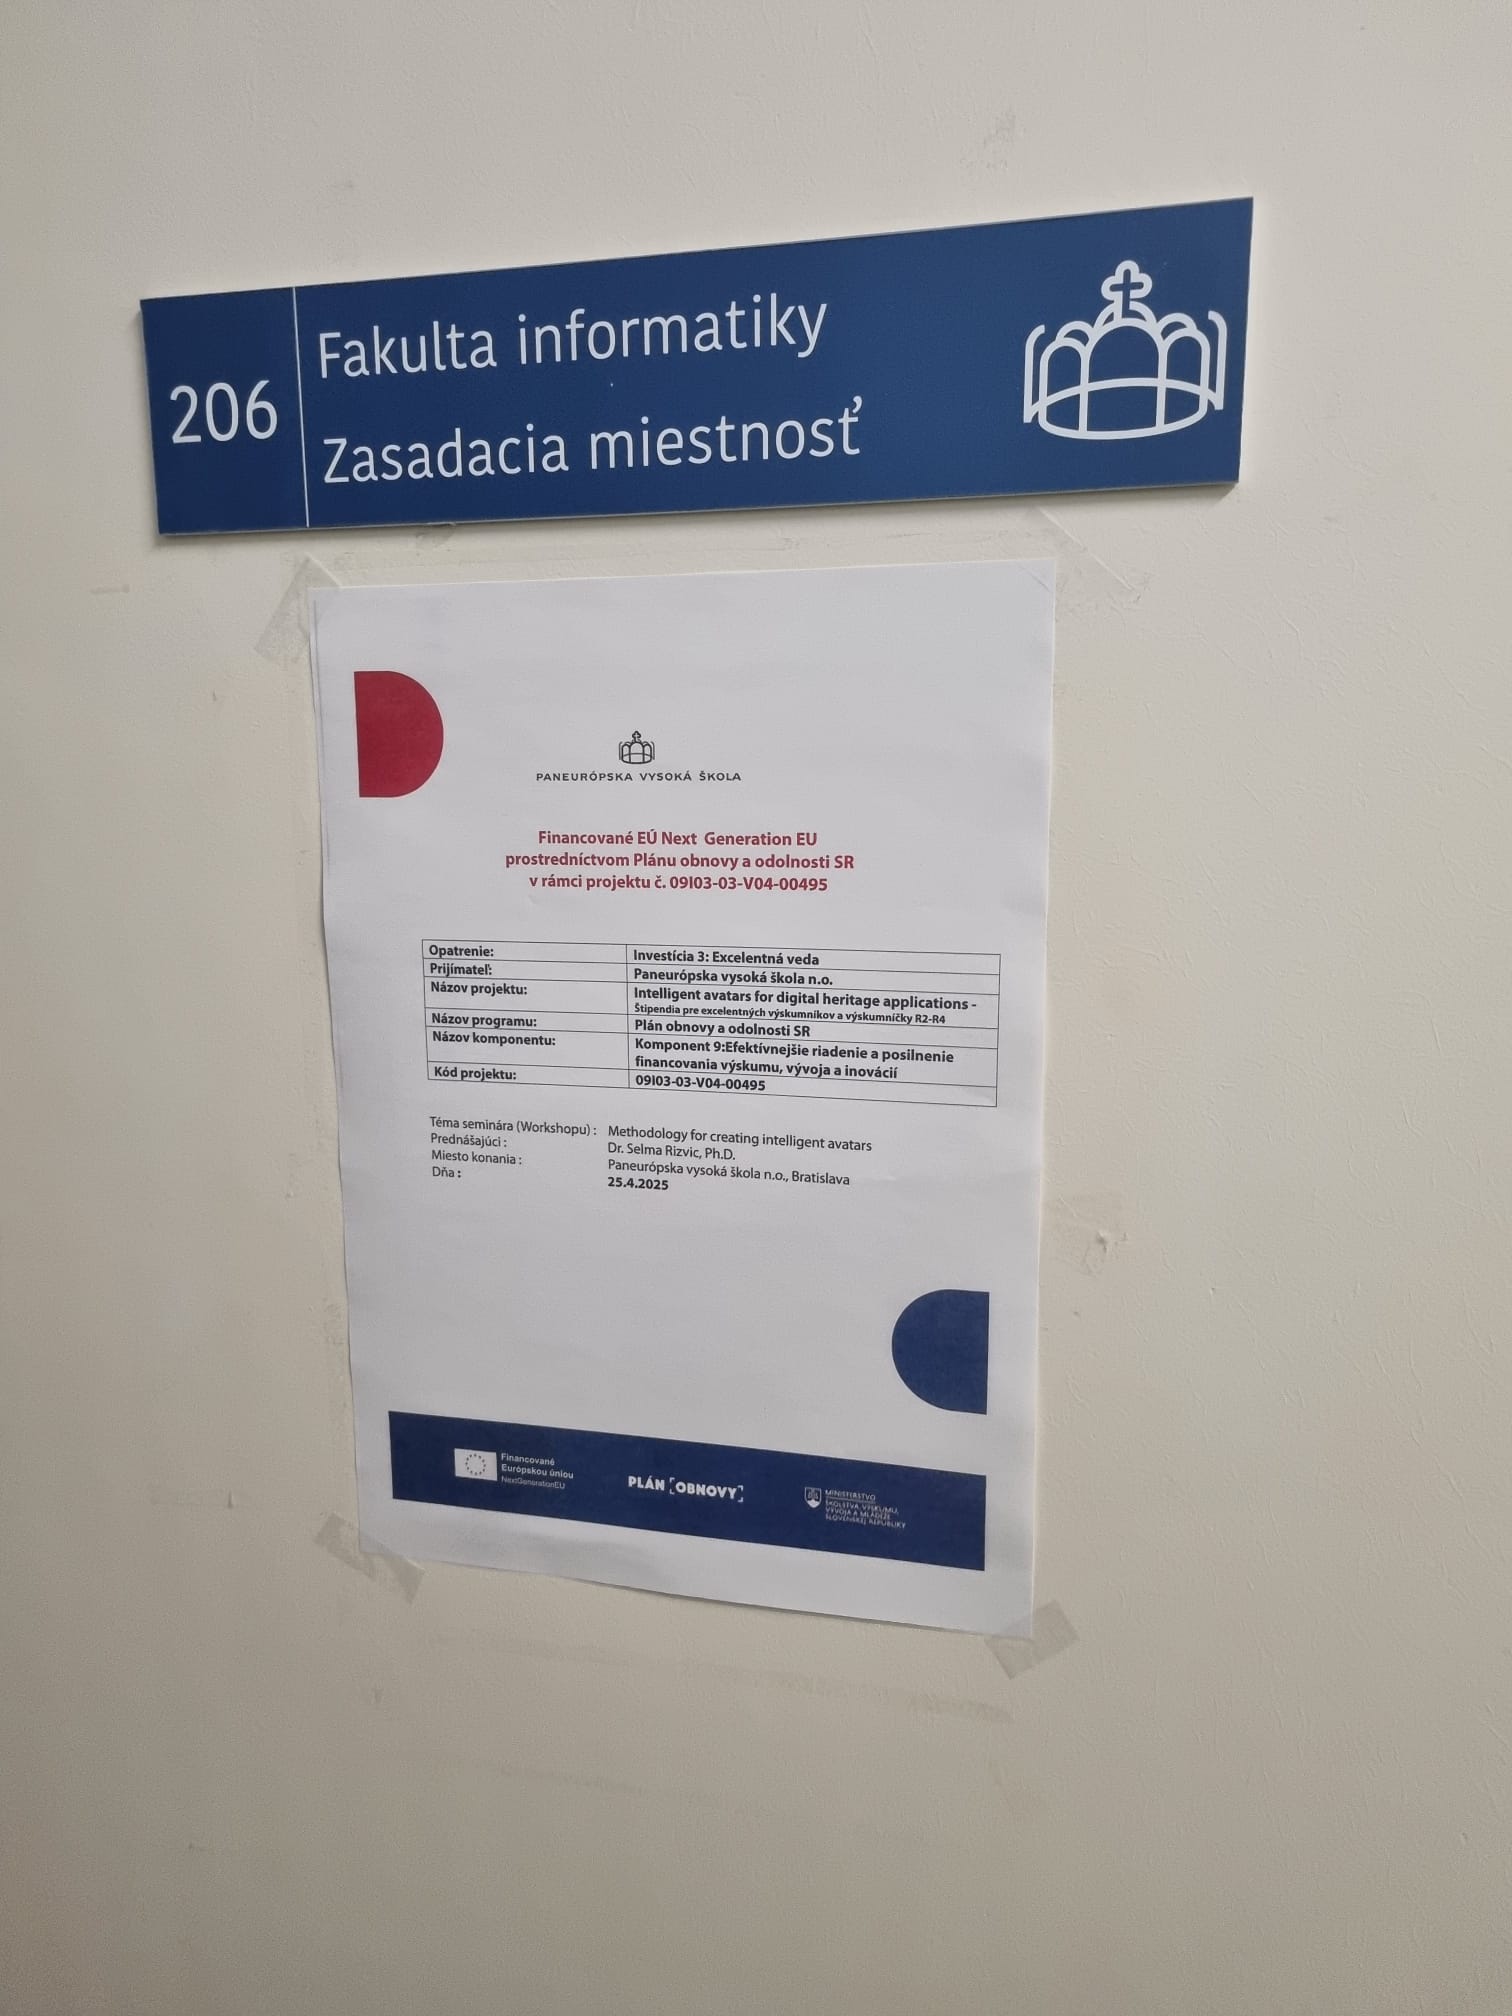 206
Fakulta informatiky
Zasadacia miestnosť
PANEURÓPSKA VYSOKÁ ŠKOLA
Financované EÚ Next Generation EU
prostredníctvom Plánu obnovy a odolnosti SR
v rámci projektu č. 09I03-03-V04-00495
Opatrenie: Investícia 3: Excelentná veda
Prijímateľ: Paneurópska vysoká škola n.o.
Názov projektu: Intelligent avatars for digital heritage applications -
Štipendia pre excelentných výskumníkov a výskumníčky R2-R4
Názov programu: Plán obnovy a odolnosti SR
Názov komponentu: Komponent 9:Efektívnejšie riadenie a posilnenie
financovania výskumu, vývoja a inovácií
Kód projektu: 09I03-03-V04-00495
Téma seminára (Workshopu) : Methodology for creating intelligent avatars
Prednášajúci : Dr. Selma Rizvic, Ph.D.
Miesto konania : Paneurópska vysoká škola n.o., Bratislava
Dňa : 25.4.2025
Financované
Európskou úniou
NextGenerationEU
PLÁN [OBNOVY]
MINISTERSTVO
ŠKOLSTVA, VÝSKUMU,
VÝVOJA A MLÁDEŽE
SLOVENSKEJ REPUBLIKY